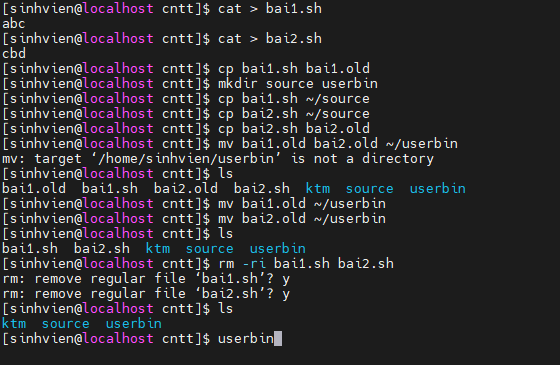 [sinhvien@localhost cntt]$ cat > bai1.sh
abc
[sinhvien@localhost cntt]$ cat > bai2.sh
cbd
[sinhvien@localhost cntt]$ cp bai1.sh bai1.old
[sinhvien@localhost cntt]$ mkdir source userbin
[sinhvien@localhost cntt]$ cp bai1.sh ~/source
[sinhvien@localhost cntt]$ cp bai2.sh ~/source
[sinhvien@localhost cntt]$ cp bai2.sh bai2.old
[sinhvien@localhost cntt]$ mv bai1.old bai2.old ~/userbin
mv: target ‘/home/sinhvien/userbin’ is not a directory
[sinhvien@localhost cntt]$ ls
bai1.old  bai1.sh  bai2.old  bai2.sh  ktm  source  userbin
[sinhvien@localhost cntt]$ mv bai1.old ~/userbin
[sinhvien@localhost cntt]$ mv bai2.old ~/userbin
[sinhvien@localhost cntt]$ ls
bai1.sh  bai2.sh  ktm  source  userbin
[sinhvien@localhost cntt]$ rm -ri bai1.sh bai2.sh
rm: remove regular file ‘bai1.sh’? y
rm: remove regular file ‘bai2.sh’? y
[sinhvien@localhost cntt]$ ls
ktm  source  userbin
[sinhvien@localhost cntt]$ userbin